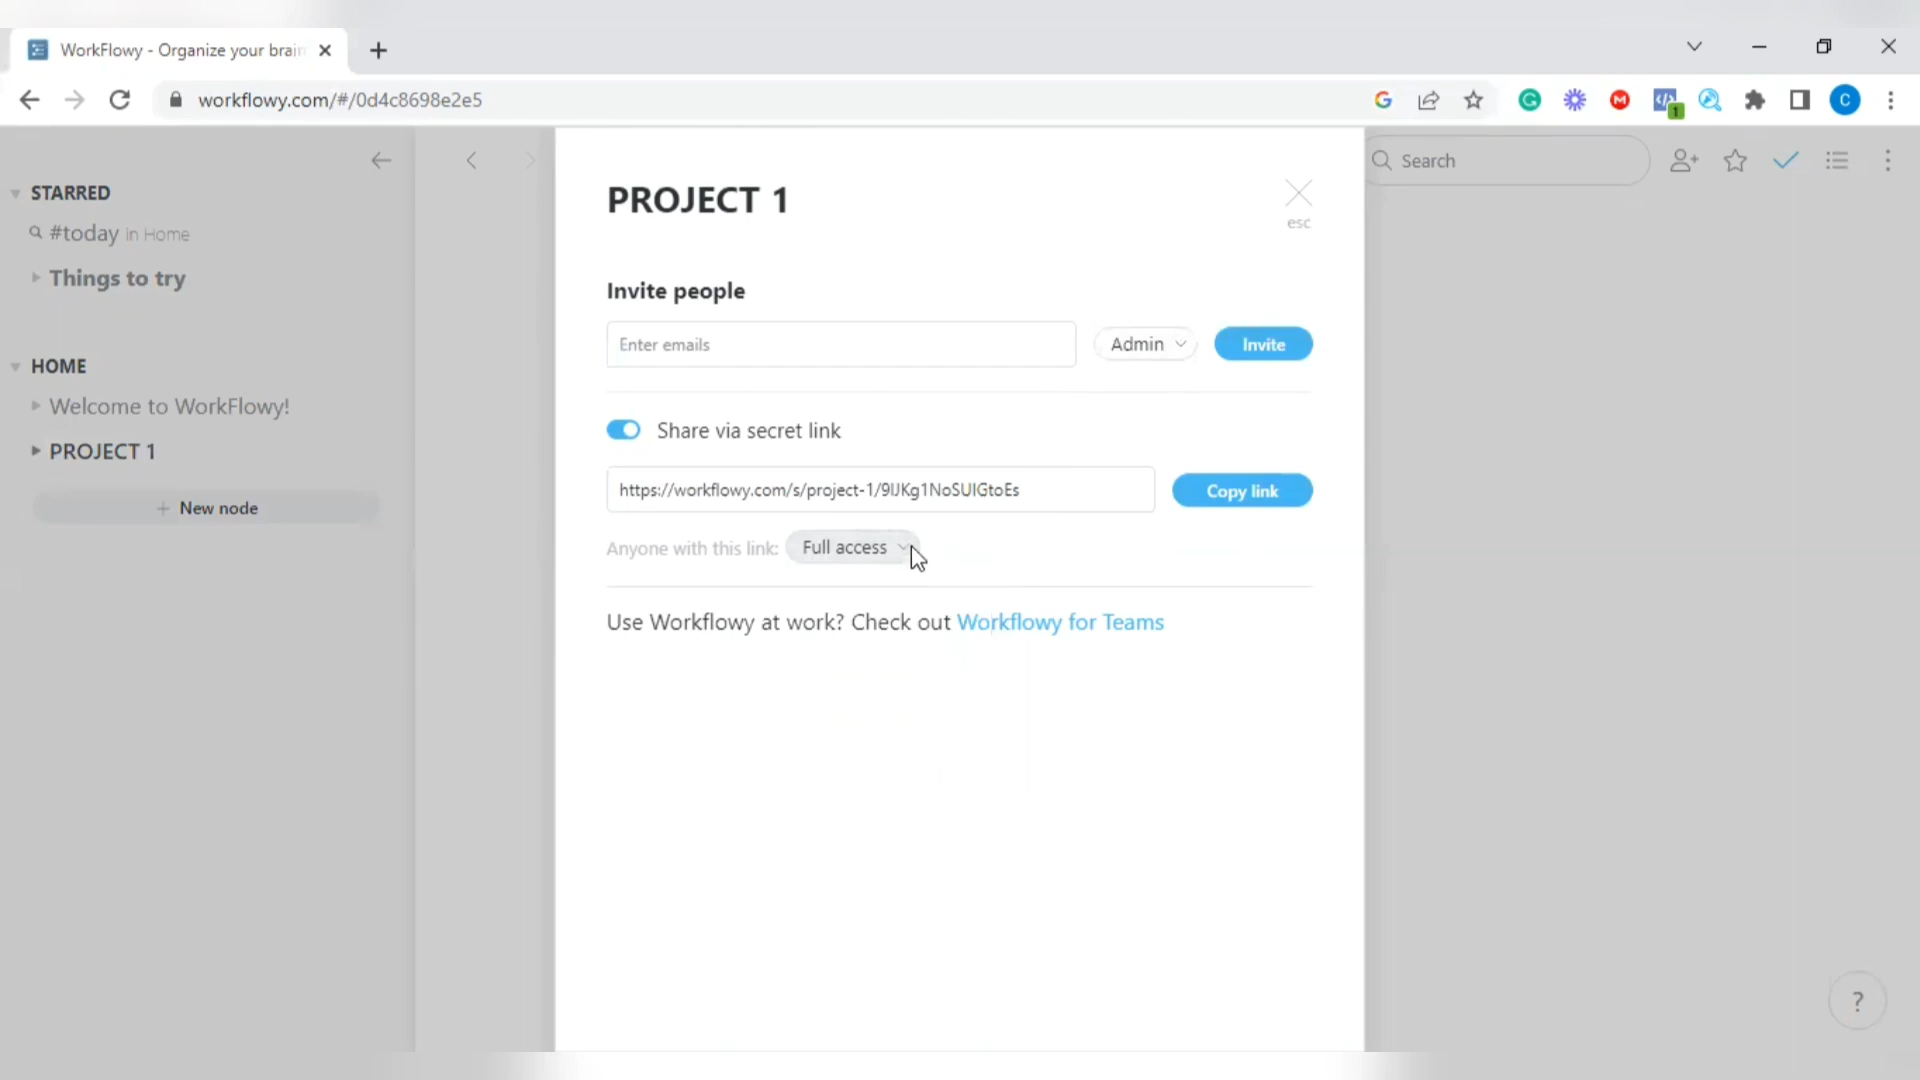 WorkFlowy - Organize your brain
workflowy.com/#/0d4c8698e2e5
STARRED
#today in Home
Things to try
HOME
Welcome to WorkFlowy!
PROJECT 1
New node
PROJECT 1
esc
Invite people
Enter emails
Admin
Invite
Share via secret link
https://workflowy.com/s/project-1/9IJKg1NoSUIGtoEs
Copy link
Anyone with this link: Full access
Use Workflowy at work? Check out Workflowy for Teams
Search
C
1
?